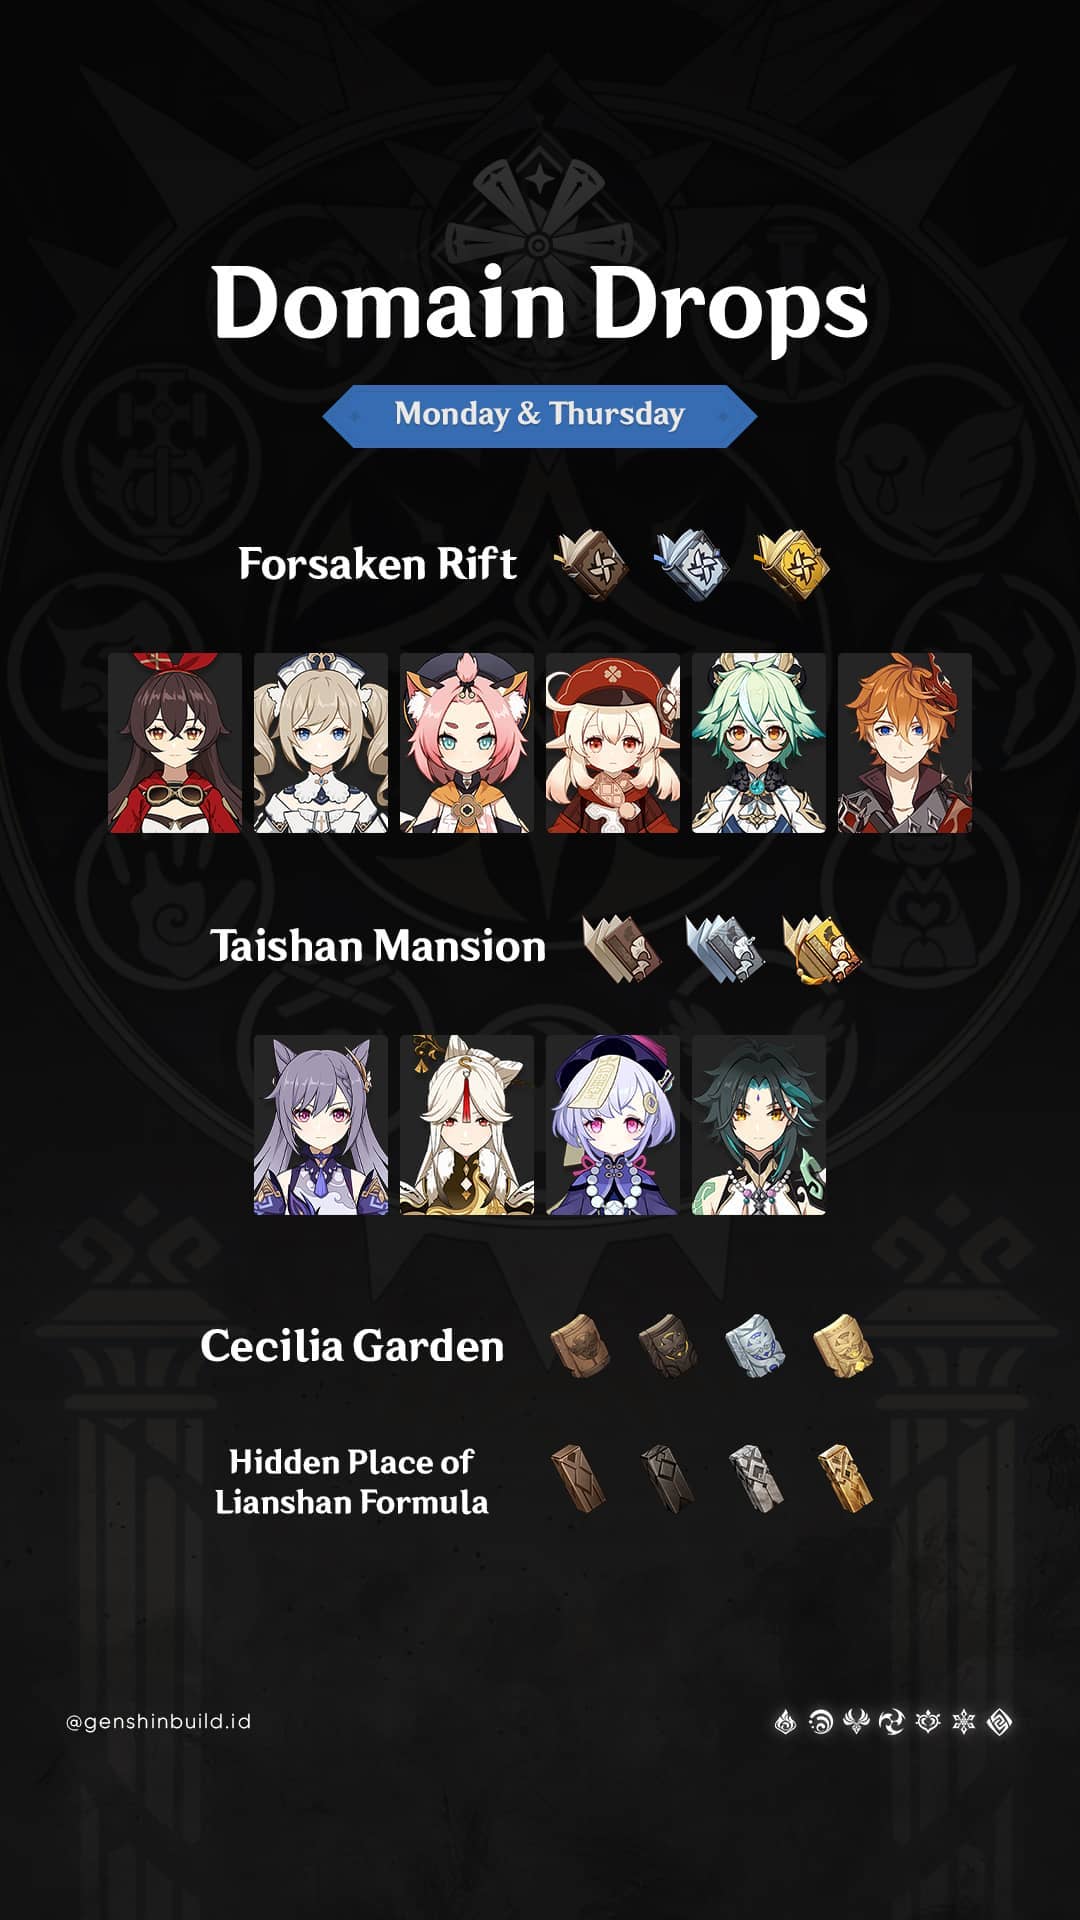 Domain Drops
Monday & Thursday
Forsaken Rift
Taishan Mansion
Cecilia Garden
Hidden Place of
Lianshan Formula
@genshinbuild.id